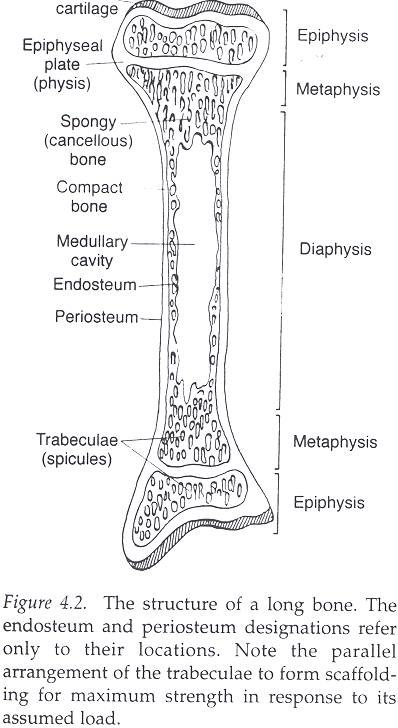 cartilage
Epiphyseal
plate
(physis)
Spongy
(cancellous)
bone
Compact
bone
Medullary
cavity
Endosteum
Periosteum
Trabeculae
(spicules)
Epiphysis
Metaphysis
Diaphysis
Metaphysis
Epiphysis
Figure 4.2. The structure of a long bone. The
endosteum and periosteum designations refer
only to their locations. Note the parallel
arrangement of the trabeculae to form scaffold-
ing for maximum strength in response to its
assumed load.